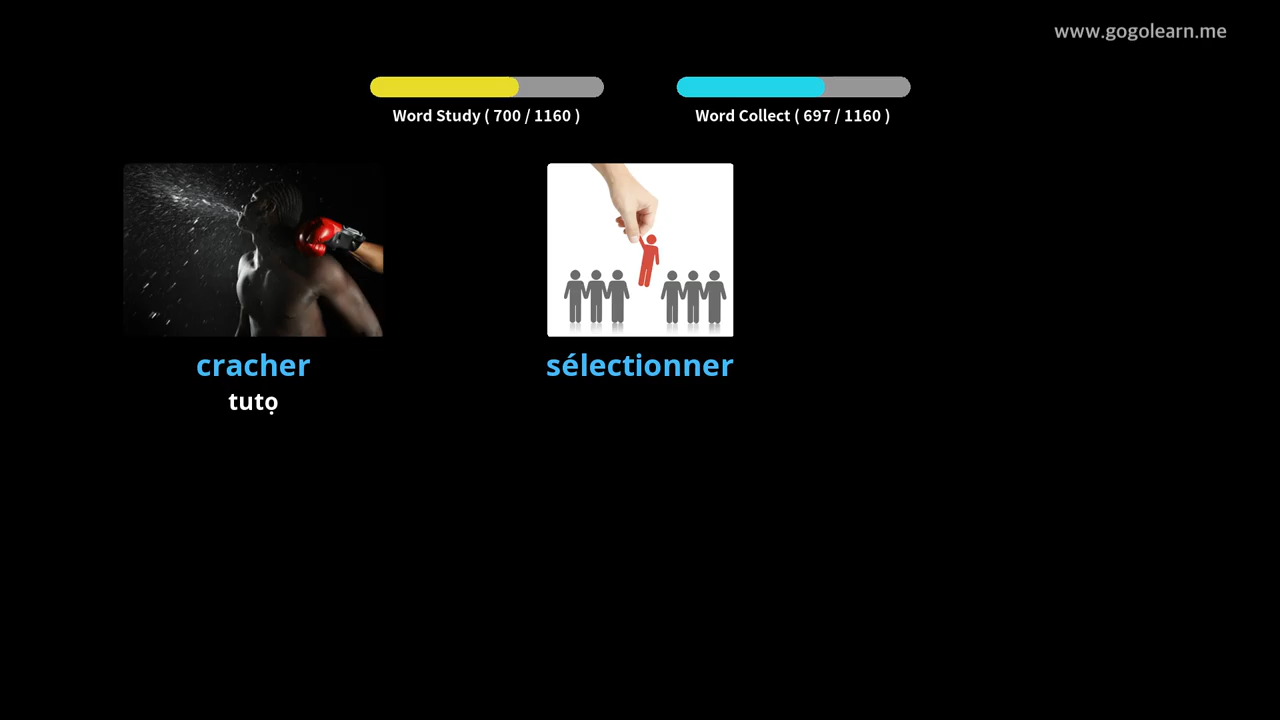 www.gogolearn.me
Word Study ( 700 / 1160 )
Word Collect ( 697 / 1160 )
cracher
sélectionner
tutọ